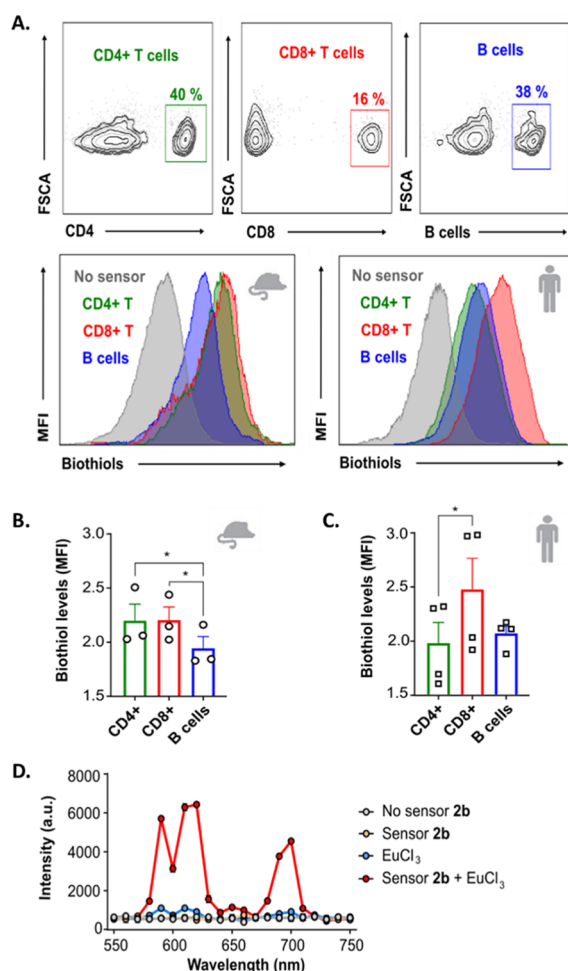 A.
CD4+ T cells
40 %
FSCA
CD4
CD8+ T cells
16 %
FSCA
CD8
B cells
38 %
FSCA
B cells
No sensor
CD4+ T
CD8+ T
B cells
MFI
Biothiols
No sensor
CD4+ T
CD8+ T
B cells
MFI
Biothiols
B.
Biothiol levels (MFI)
3.0
2.5
2.0
1.5
*
*
CD4+
CD8+
B cells
C.
Biothiol levels (MFI)
3.0
2.5
2.0
1.5
*
CD4+
CD8+
B cells
D.
Intensity (a.u.)
8000
6000
4000
2000
0
550 600 650 700 750
Wavelength (nm)
No sensor 2b
Sensor 2b
EuCl₃
Sensor 2b + EuCl₃